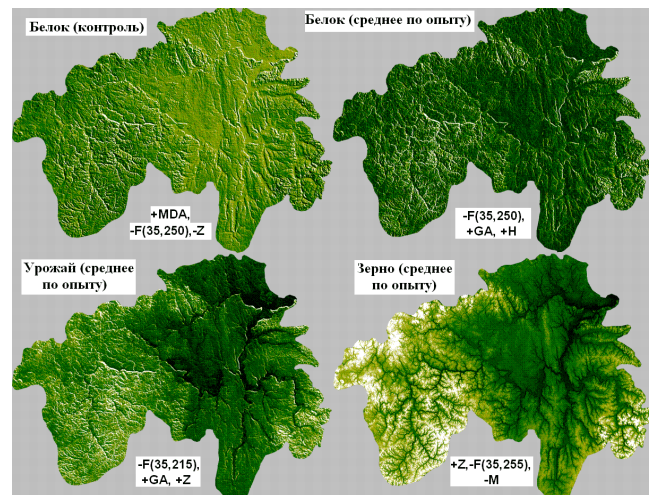 Белок (контроль)
Белок (среднее по опыту)
+MDA,
-F(35,250),-Z
-F(35,250),
+GA, +H
Урожай (среднее
по опыту)
Зерно (среднее
по опыту)
-F(35,215),
+GA, +Z
+Z,-F(35,255),
-M